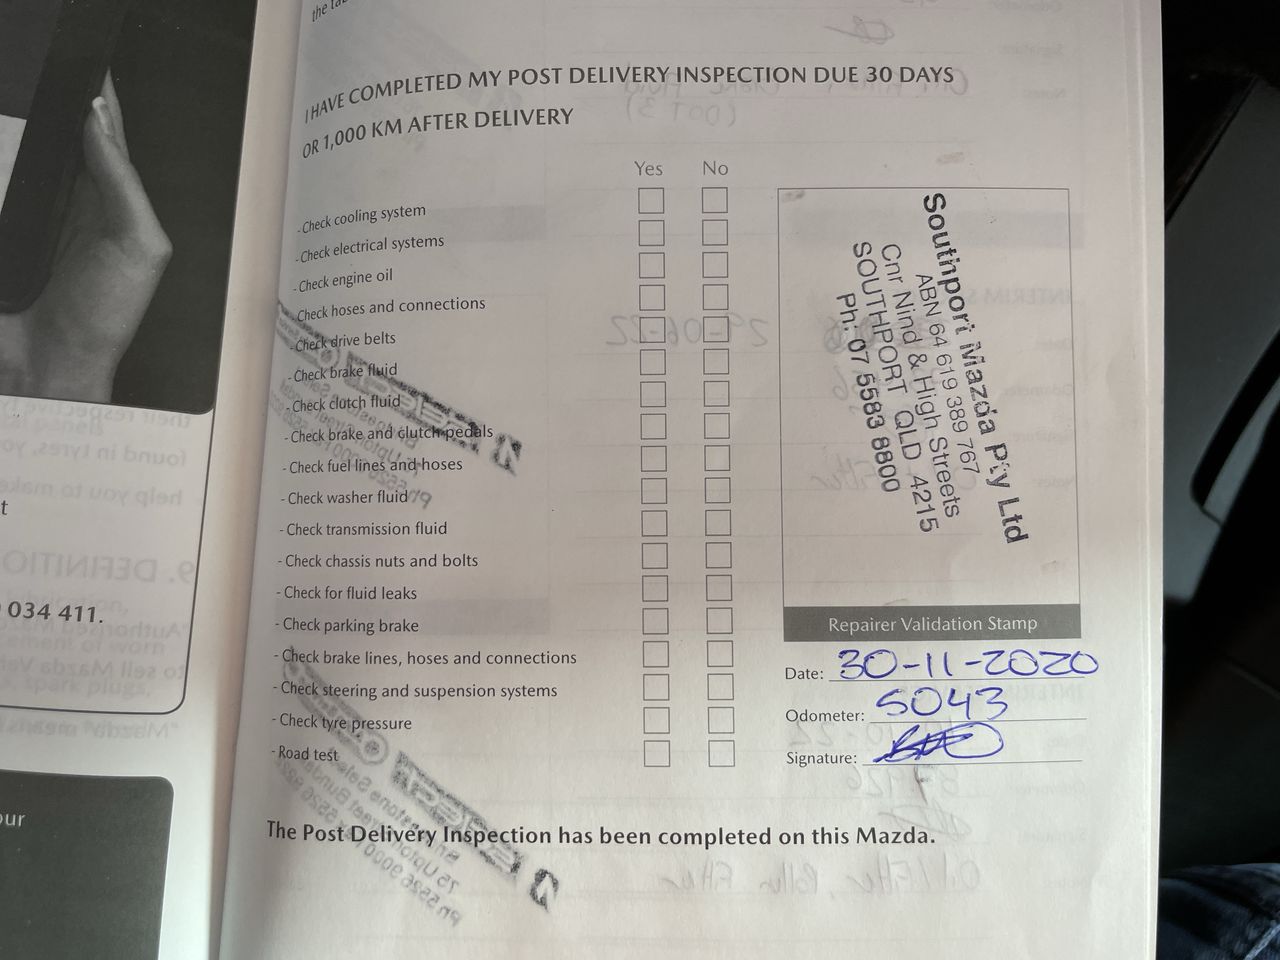 the ta
I HAVE COMPLETED MY POST DELIVERY INSPECTION DUE 30 DAYS
OR 1,000 KM AFTER DELIVERY
Yes No
- Check cooling system
- Check electrical systems
- Check engine oil
- Check hoses and connections
- Check drive belts
- Check brake fluid
- Check clutch fluid
- Check brake and clutch pedals
- Check fuel lines and hoses
- Check washer fluid
- Check transmission fluid
- Check chassis nuts and bolts
- Check for fluid leaks
- Check parking brake
- Check brake lines, hoses and connections
- Check steering and suspension systems
- Check tyre pressure
- Road test
Southport Mazda Pty Ltd
ABN 64 619 389 767
Cnr Nind & High Streets
SOUTHPORT QLD 4215
Ph: 07 5583 8800
Repairer Validation Stamp
Date: 30-11-2020
Odometer: 5043
Signature:
The Post Delivery Inspection has been completed on this Mazda.
t
034 411.
our